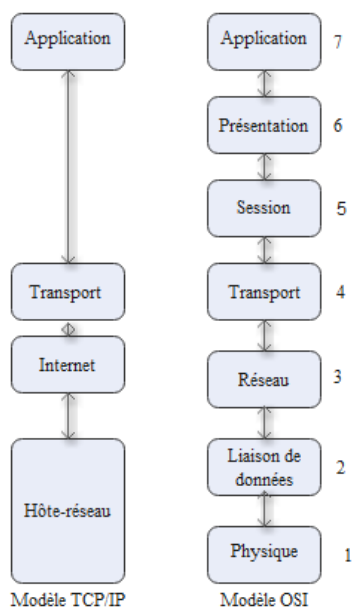 Application
Application
7
Présentation
6
Session
5
Transport
Transport
4
Internet
Réseau
3
Liaison de
données
2
Hôte-réseau
Physique
1
Modèle TCP/IP
Modèle OSI